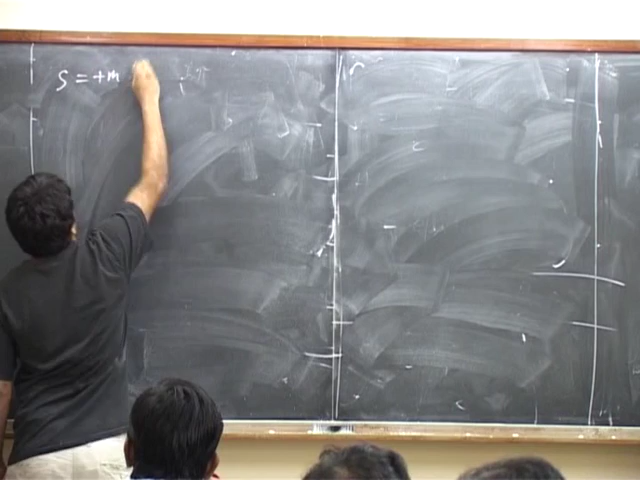 S = +m